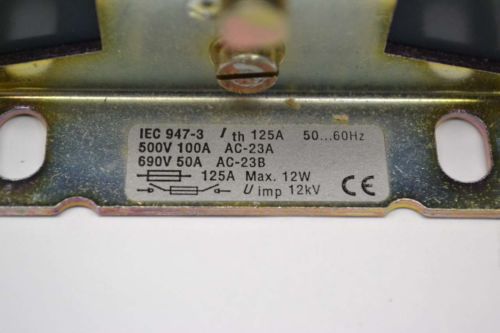 IEC 947-3 Ith 125A 50...60Hz
500V 100A AC-23A
690V 50A AC-23B
125A Max. 12W
U imp 12kV CE